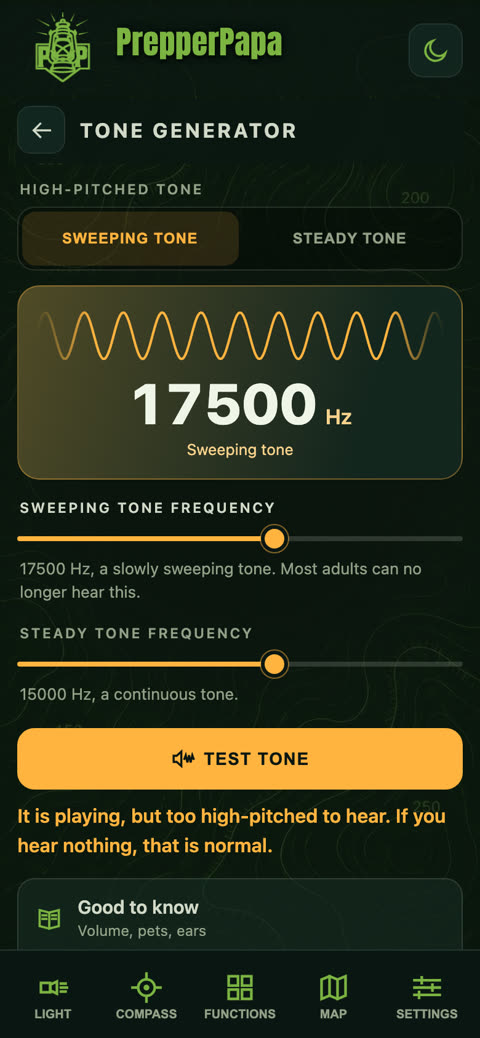 PP
PrepperPapa
TONE GENERATOR
HIGH-PITCHED TONE
200
SWEEPING TONE
STEADY TONE
17500 Hz
Sweeping tone
SWEEPING TONE FREQUENCY
17500 Hz, a slowly sweeping tone. Most adults can no
longer hear this.
STEADY TONE FREQUENCY
15000 Hz, a continuous tone.
TEST TONE
250
It is playing, but too high-pitched to hear. If you
hear nothing, that is normal.
Good to know
Volume, pets, ears
LIGHT
COMPASS
FUNCTIONS
MAP
SETTINGS